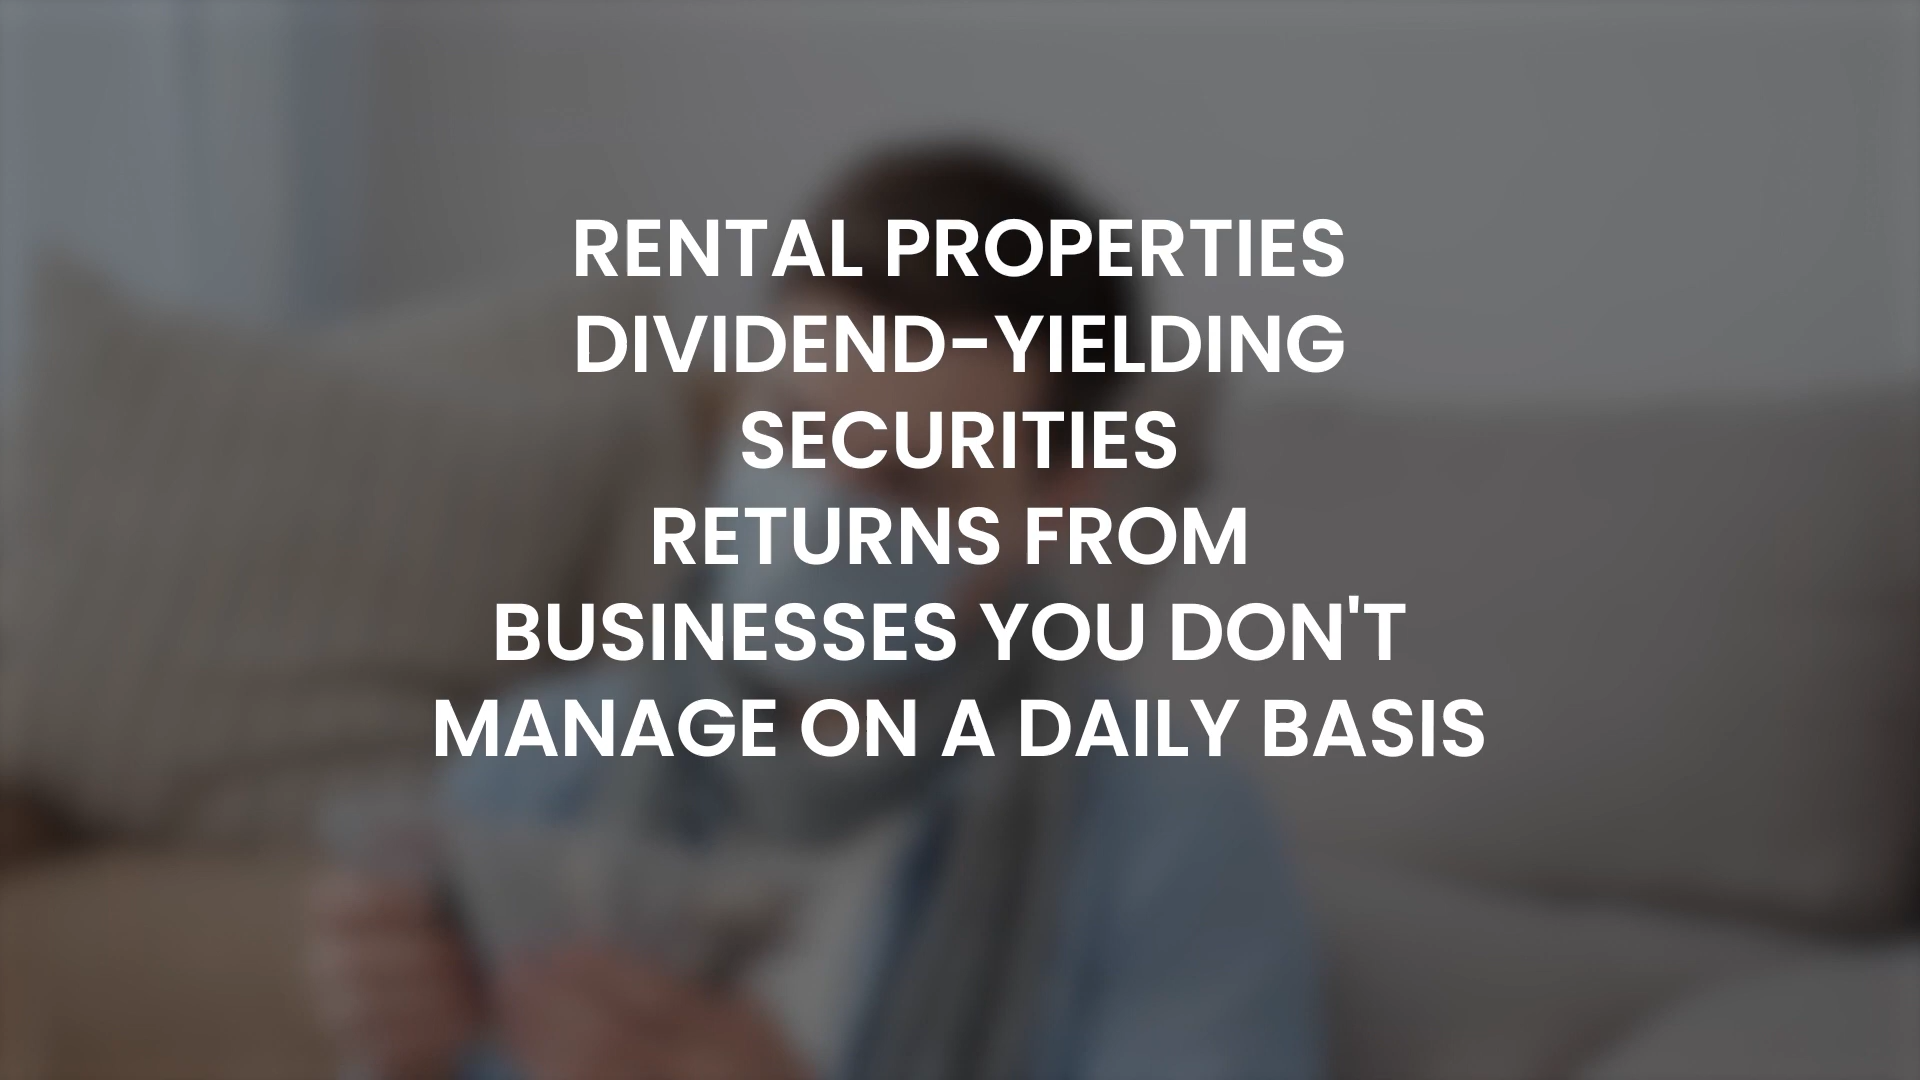 RENTAL PROPERTIES
DIVIDEND-YIELDING
SECURITIES
RETURNS FROM
BUSINESSES YOU DON'T
MANAGE ON A DAILY BASIS